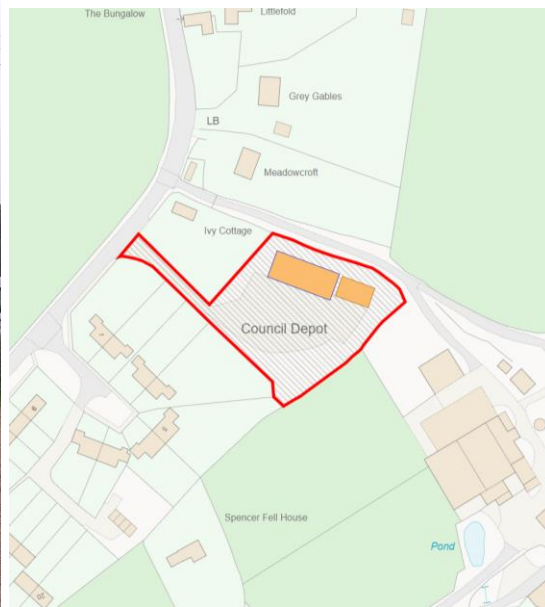 The Bungalow
Littlefold
Grey Gables
LB
Meadowcroft
Ivy Cottage
Council Depot
Spencer Fell House
Pond